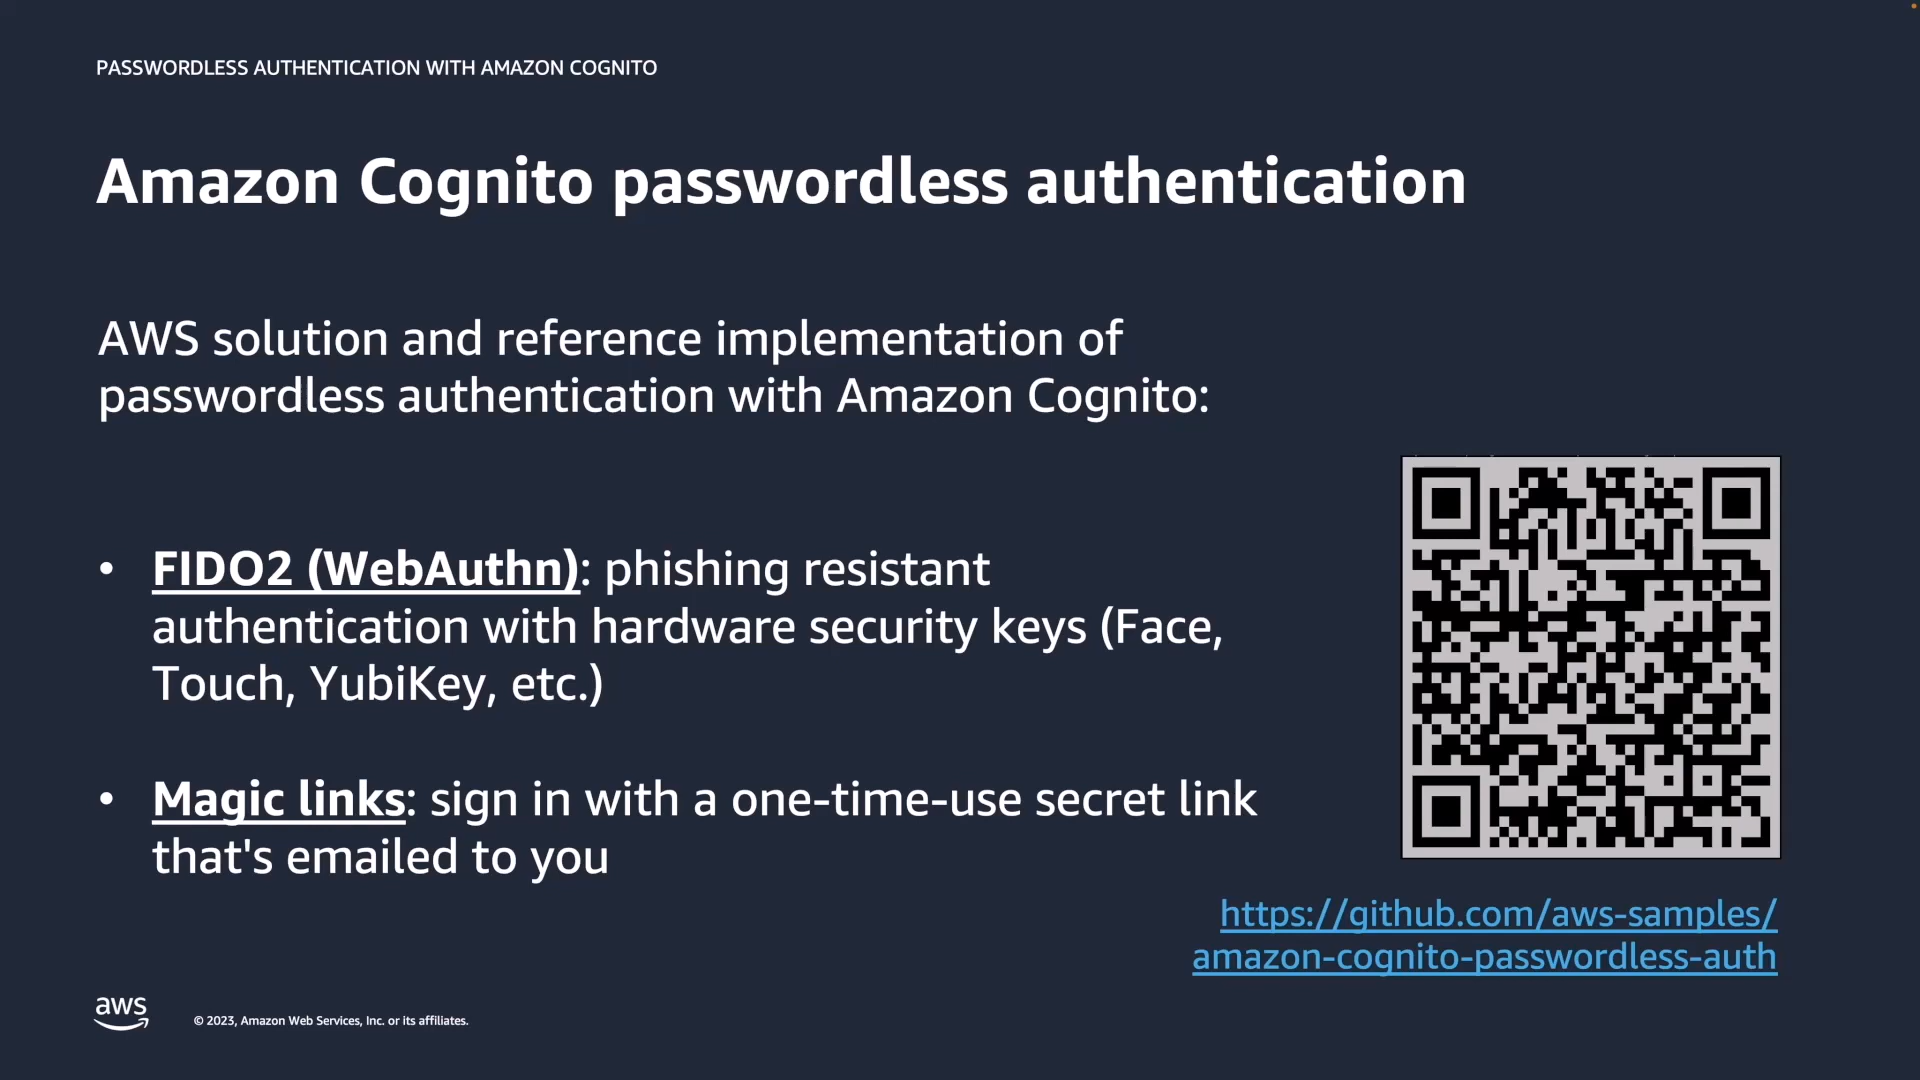 PASSWORDLESS AUTHENTICATION WITH AMAZON COGNITO
Amazon Cognito passwordless authentication
AWS solution and reference implementation of
passwordless authentication with Amazon Cognito:
• FIDO2 (WebAuthn): phishing resistant
authentication with hardware security keys (Face,
Touch, YubiKey, etc.)
• Magic links: sign in with a one-time-use secret link
that's emailed to you
https://github.com/aws-samples/
amazon-cognito-passwordless-auth
aws
© 2023, Amazon Web Services, Inc. or its affiliates.